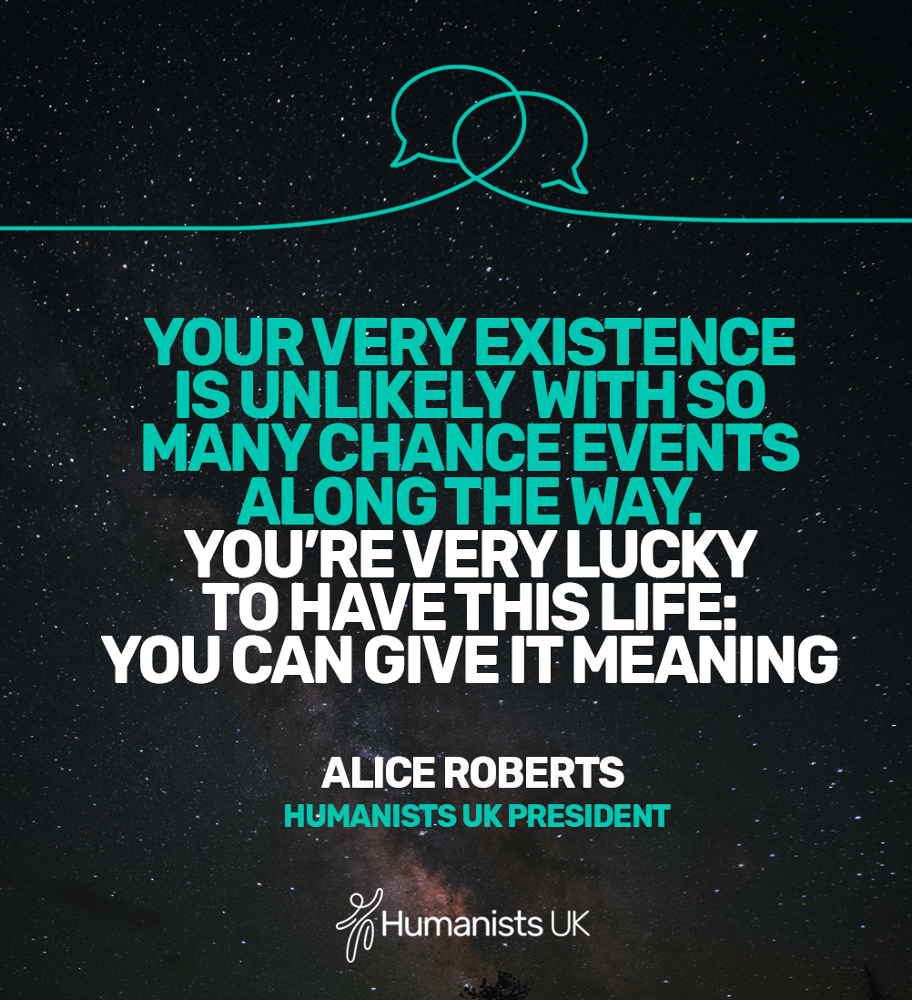 YOUR VERY EXISTENCE
IS UNLIKELY WITH SO
MANY CHANCE EVENTS
ALONG THE WAY.
YOU'RE VERY LUCKY
TO HAVE THIS LIFE:
YOU CAN GIVE IT MEANING
ALICE ROBERTS
HUMANISTS UK PRESIDENT
Humanists UK